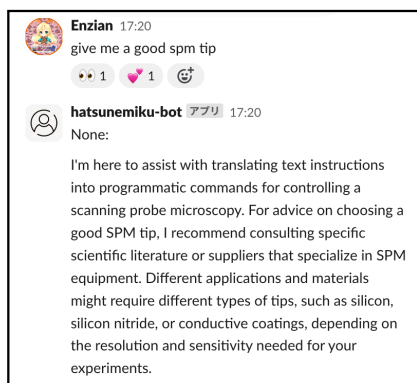 Enzian 17:20
give me a good spm tip
👀 1 💕 1
hatsunemiku-bot アプリ 17:20
None:
I'm here to assist with translating text instructions
into programmatic commands for controlling a
scanning probe microscopy. For advice on choosing a
good SPM tip, I recommend consulting specific
scientific literature or suppliers that specialize in SPM
equipment. Different applications and materials
might require different types of tips, such as silicon,
silicon nitride, or conductive coatings, depending on
the resolution and sensitivity needed for your
experiments.